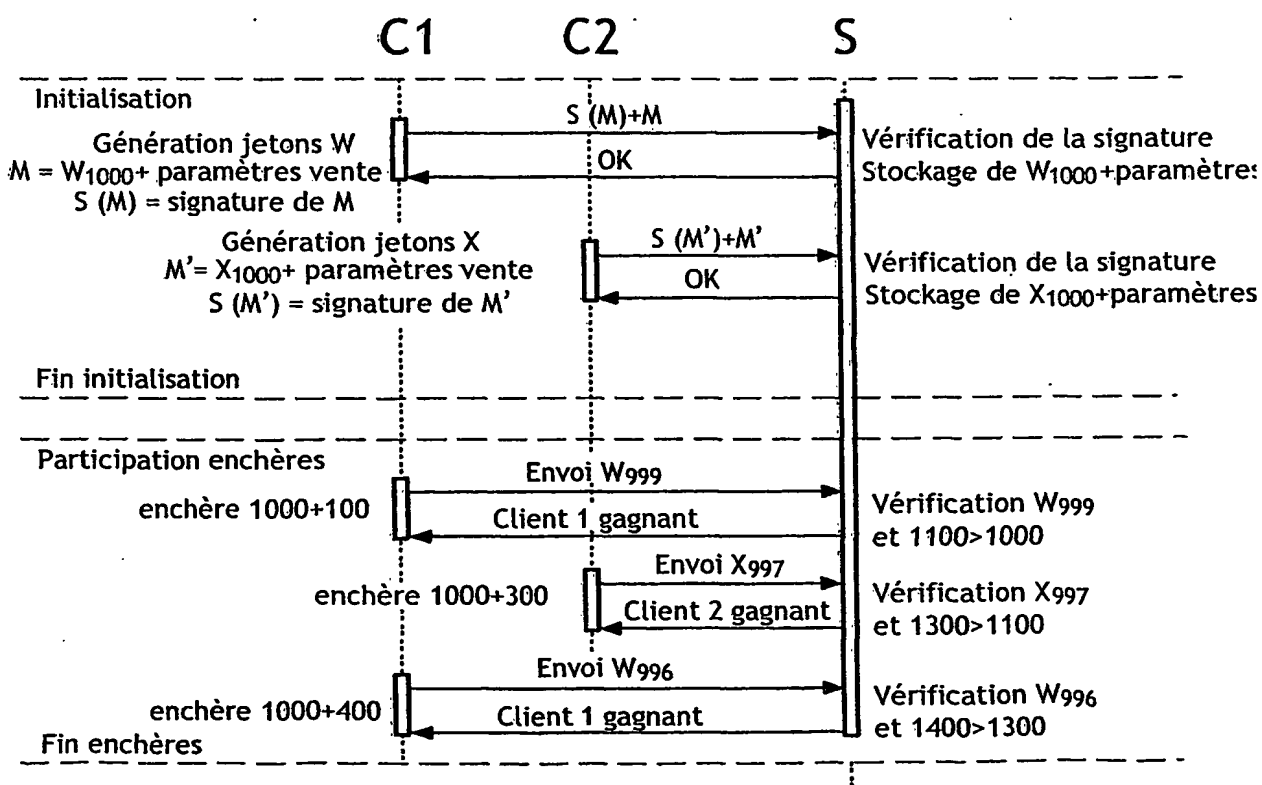 C1 C2 S
Initialisation
S (M)+M
Génération jetons W
M = W1000+ paramètres vente
S (M) = signature de M
OK
Vérification de la signature
Stockage de W1000+paramètres
Génération jetons X
M'= X1000+ paramètres vente
S (M') = signature de M'
S (M')+M'
OK
Vérification de la signature
Stockage de X1000+paramètres
Fin initialisation
Participation enchères
Envoi W999
enchère 1000+100
Client 1 gagnant
Vérification W999
et 1100>1000
Envoi X997
enchère 1000+300
Client 2 gagnant
Vérification X997
et 1300>1100
Envoi W996
enchère 1000+400
Client 1 gagnant
Vérification W996
et 1400>1300
Fin enchères